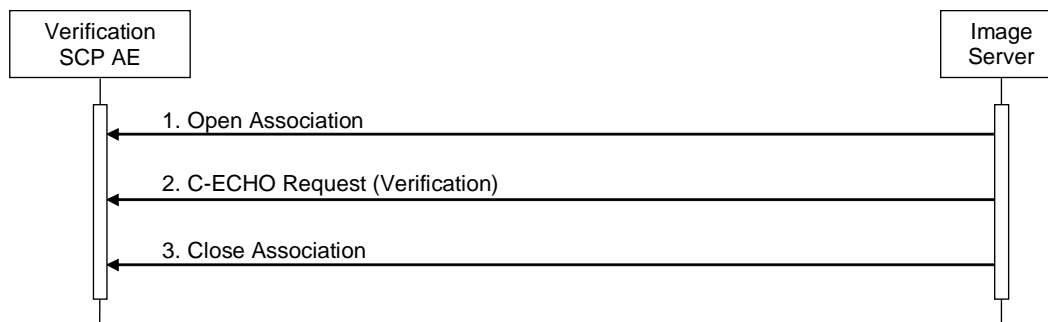 Verification
SCP AE
Image
Server
1. Open Association
2. C-ECHO Request (Verification)
3. Close Association